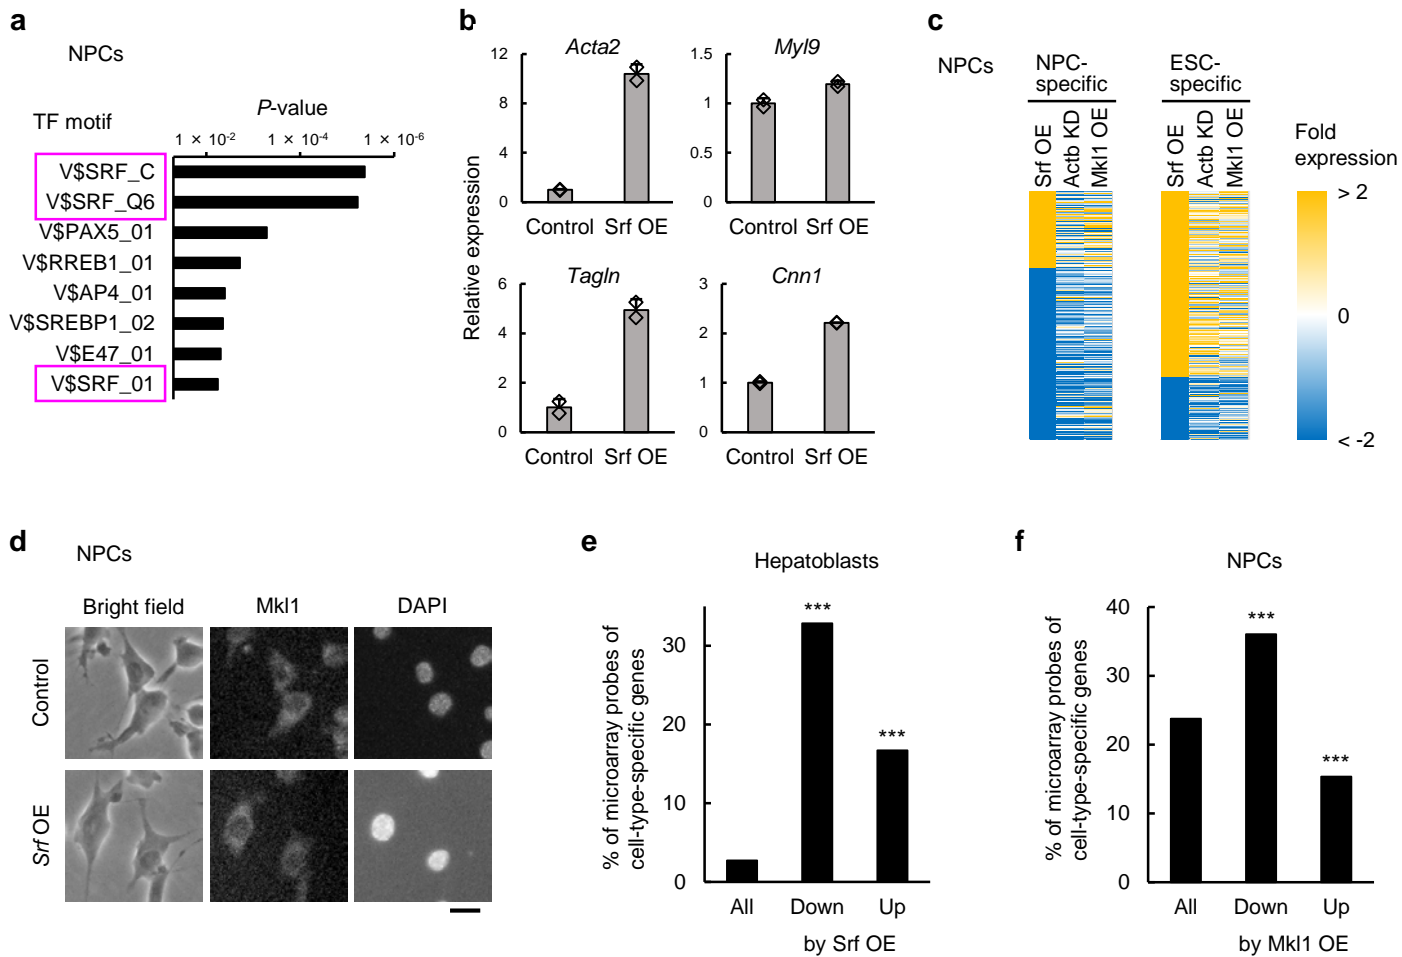 a
NPCs
TF motif
P-value
1 × 10-2
1 × 10-4
1 × 10-6
V$SRF_C
V$SRF_Q6
V$PAX5_01
V$RREB1_01
V$AP4_01
V$SREBP1_02
V$E47_01
V$SRF_01
b
Relative expression
Acta2
12
8
4
0
Control Srf OE
Myl9
1.5
1
0.5
0
Control Srf OE
Tagln
6
4
2
0
Control Srf OE
Cnn1
3
2
1
0
Control Srf OE
c
NPCs
NPC-
specific
Srf OE
Actb KD
Mkl1 OE
ESC-
specific
Srf OE
Actb KD
Mkl1 OE
Fold
expression
> 2
0
< -2
d
NPCs
Bright field
Mkl1
DAPI
Control
Srf OE
e
Hepatoblasts
% of microarray probes of
cell-type-specific genes
30
20
10
0
***
***
All
Down
Up
by Srf OE
f
NPCs
% of microarray probes of
cell-type-specific genes
40
30
20
10
0
***
***
All
Down
Up
by Mkl1 OE